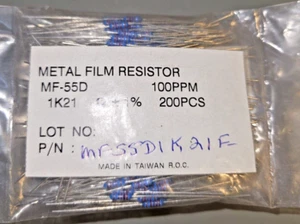 METAL FILM RESISTOR
MF-55D 100PPM
1K21 1% 200PCS
LOT NO:
P/N: MF55D1K21F
MADE IN TAIWAN R.O.C.